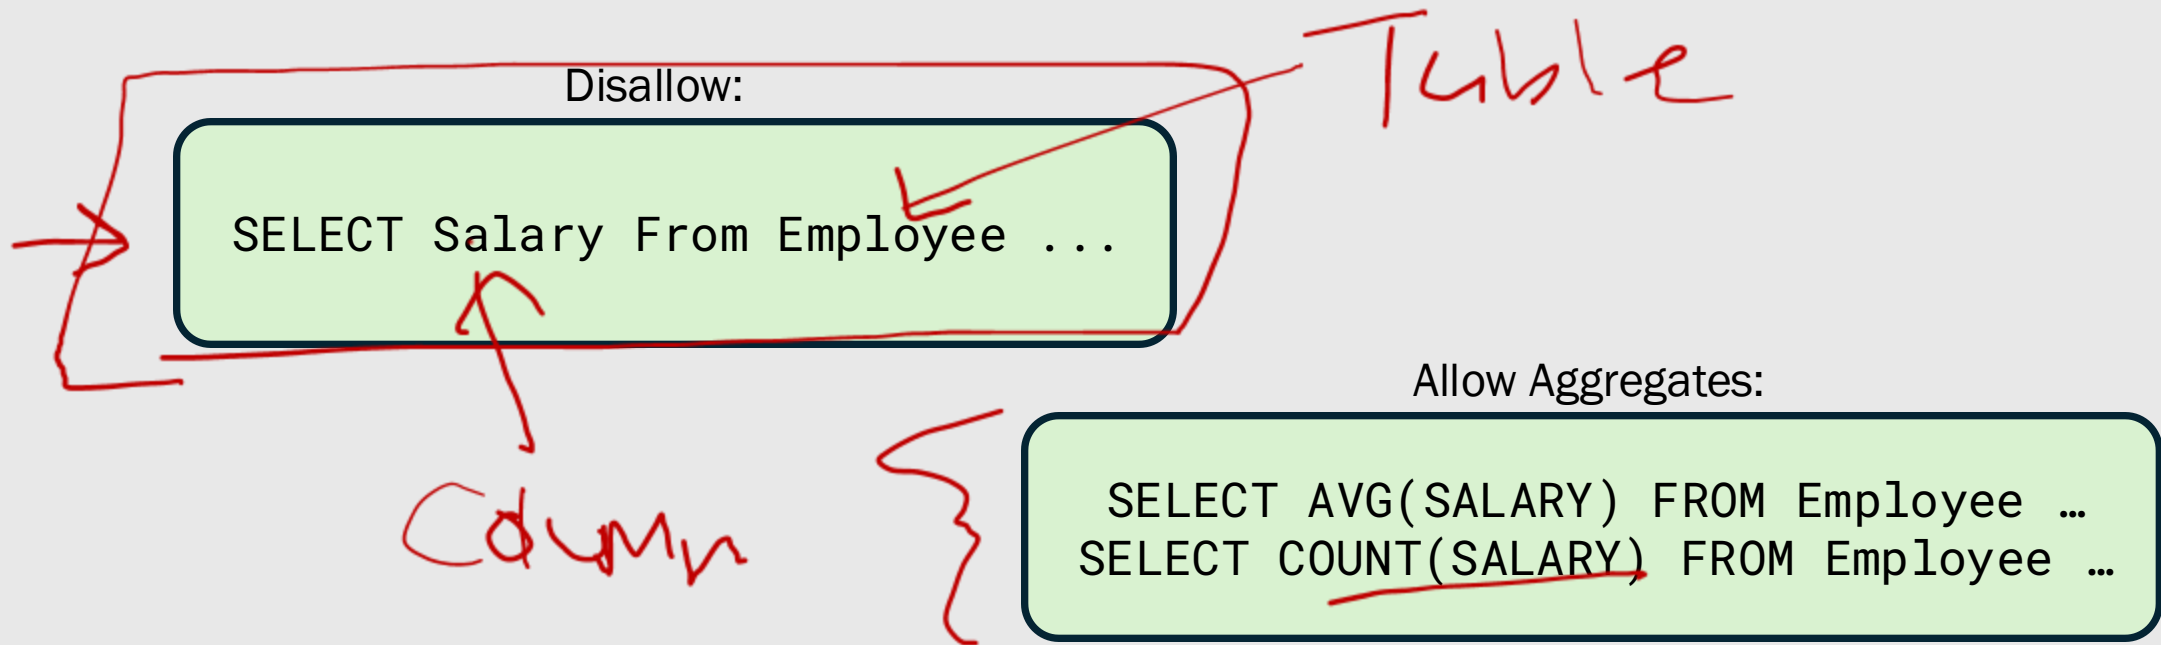 Table
Disallow:
SELECT Salary From Employee ...
Column
Allow Aggregates:
SELECT AVG(SALARY) FROM Employee …
SELECT COUNT(SALARY) FROM Employee …